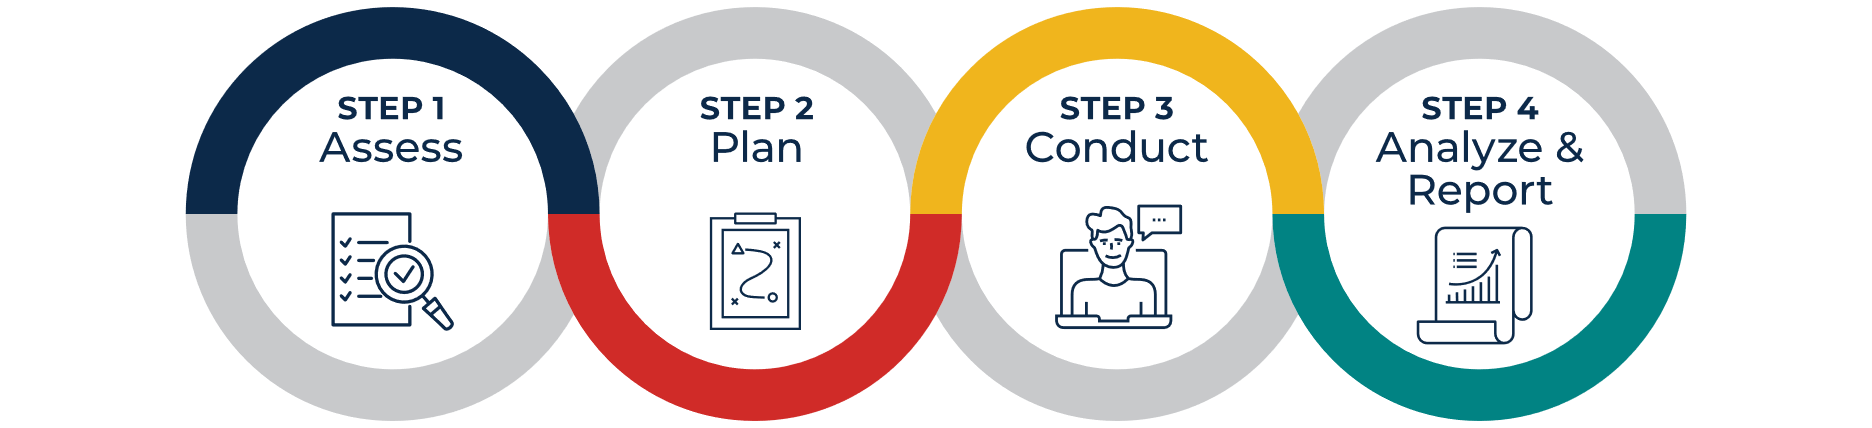 STEP 1
Assess
STEP 2
Plan
STEP 3
Conduct
STEP 4
Analyze &
Report